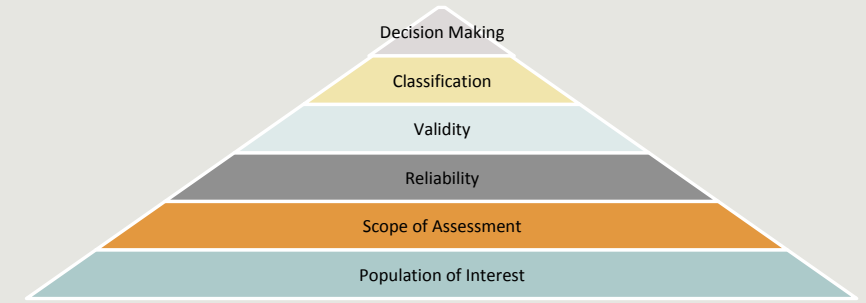 Decision Making
Classification
Validity
Reliability
Scope of Assessment
Population of Interest